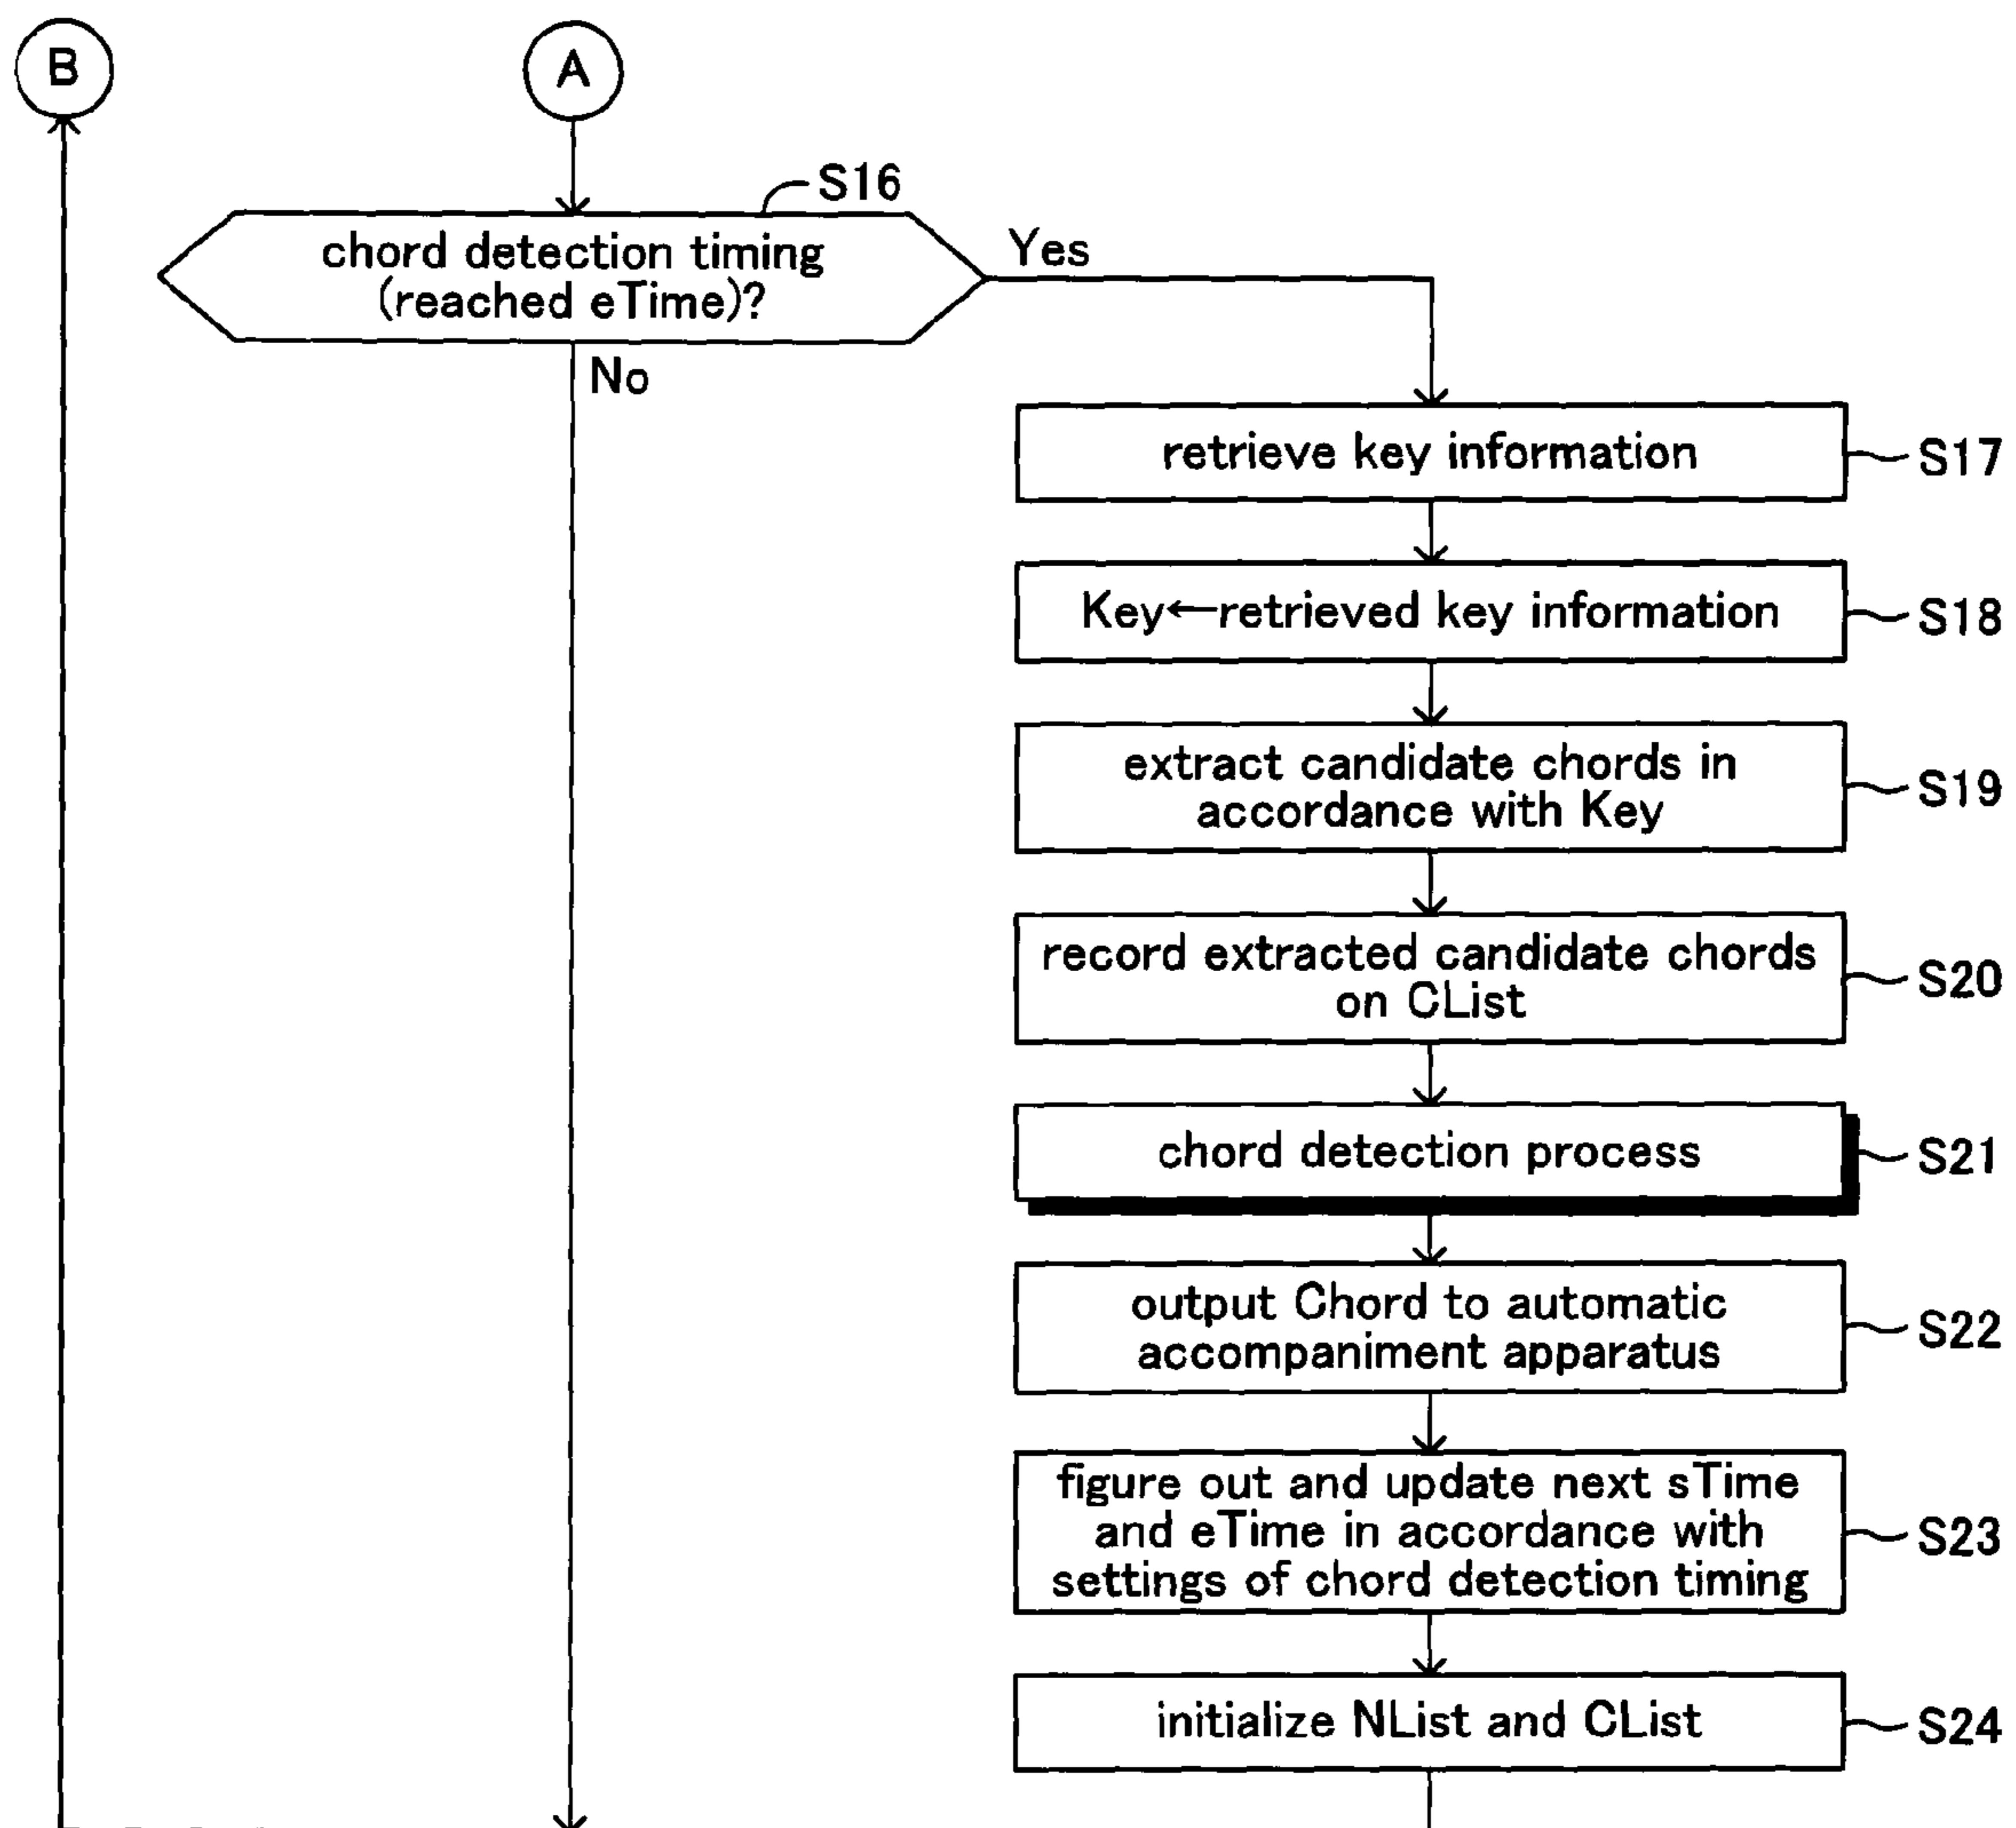 B
A
S16
chord detection timing
(reached eTime)?
Yes
No
retrieve key information
S17
Key←retrieved key information
S18
extract candidate chords in
accordance with Key
S19
record extracted candidate chords
on CList
S20
chord detection process
S21
output Chord to automatic
accompaniment apparatus
S22
figure out and update next sTime
and eTime in accordance with
settings of chord detection timing
S23
initialize NList and CList
S24